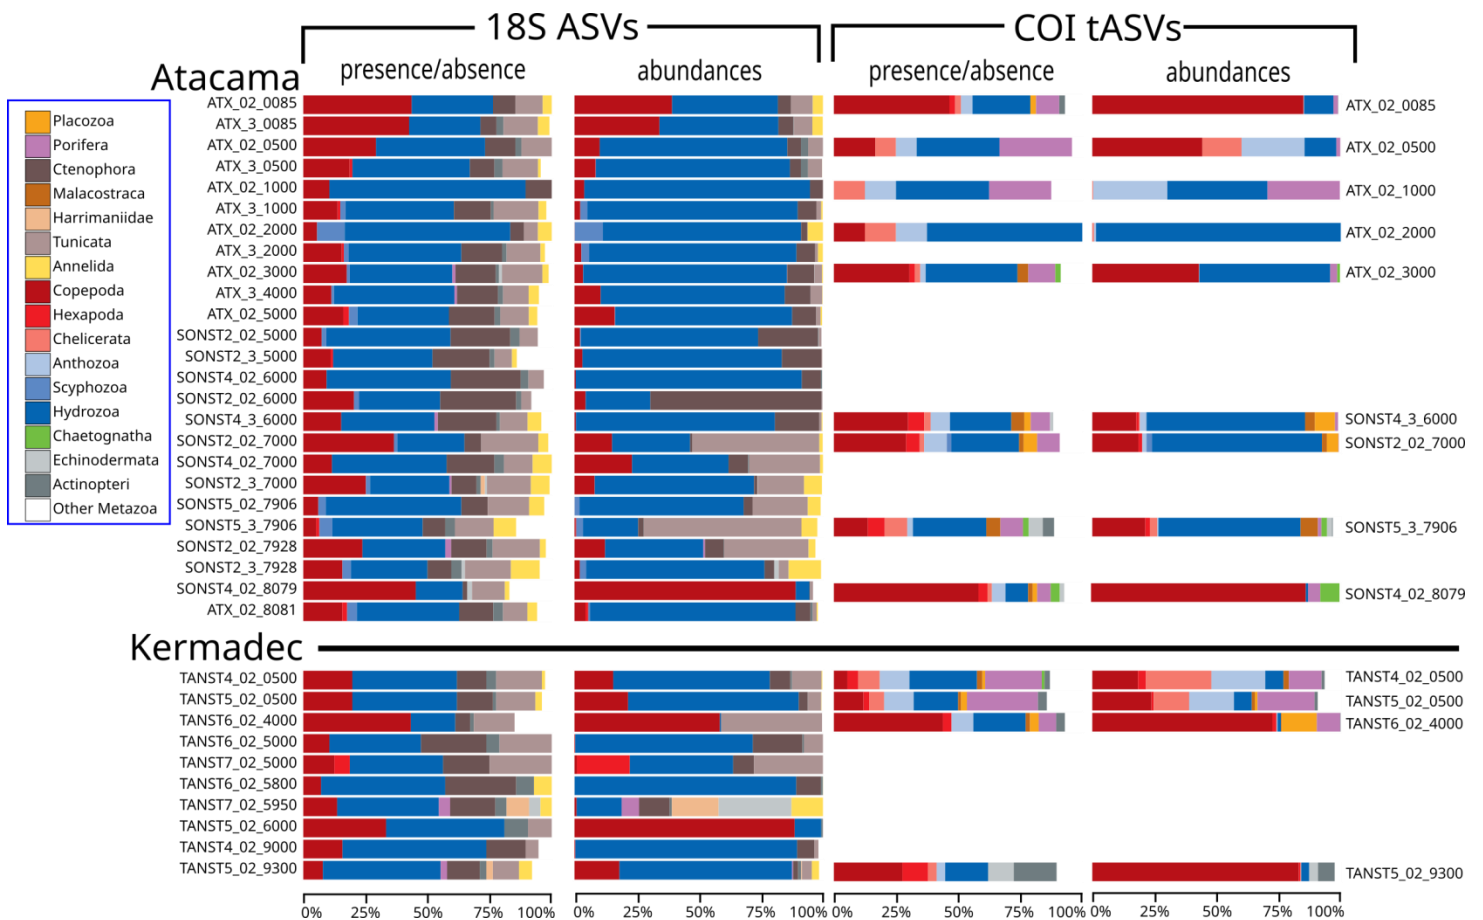 18S ASVs
COI tASVs
presence/absence
abundances
presence/absence
abundances
Atacama
Placozoa
Porifera
Ctenophora
Malacostraca
Harrimaniidae
Tunicata
Annelida
Copepoda
Hexapoda
Chelicerata
Anthozoa
Scyphozoa
Hydrozoa
Chaetognatha
Echinodermata
Actinopteri
Other Metazoa
ATX_02_0085
ATX_3_0085
ATX_02_0500
ATX_3_0500
ATX_02_1000
ATX_3_1000
ATX_02_2000
ATX_3_2000
ATX_02_3000
ATX_3_4000
ATX_02_5000
SONST2_02_5000
SONST2_3_5000
SONST4_02_6000
SONST2_02_6000
SONST4_3_6000
SONST2_02_7000
SONST4_02_7000
SONST2_3_7000
SONST5_02_7906
SONST5_3_7906
SONST2_02_7928
SONST2_3_7928
SONST4_02_8079
ATX_02_8081
ATX_02_0085
ATX_02_0500
ATX_02_1000
ATX_02_2000
ATX_02_3000
SONST4_3_6000
SONST2_02_7000
SONST5_3_7906
SONST4_02_8079
Kermadec
TANST4_02_0500
TANST5_02_0500
TANST6_02_4000
TANST6_02_5000
TANST7_02_5000
TANST6_02_5800
TANST7_02_5950
TANST5_02_6000
TANST4_02_9000
TANST5_02_9300
TANST4_02_0500
TANST5_02_0500
TANST6_02_4000
TANST5_02_9300
0% 25% 50% 75% 100%
0% 25% 50% 75% 100%
0% 25% 50% 75% 100%
0% 25% 50% 75% 100%